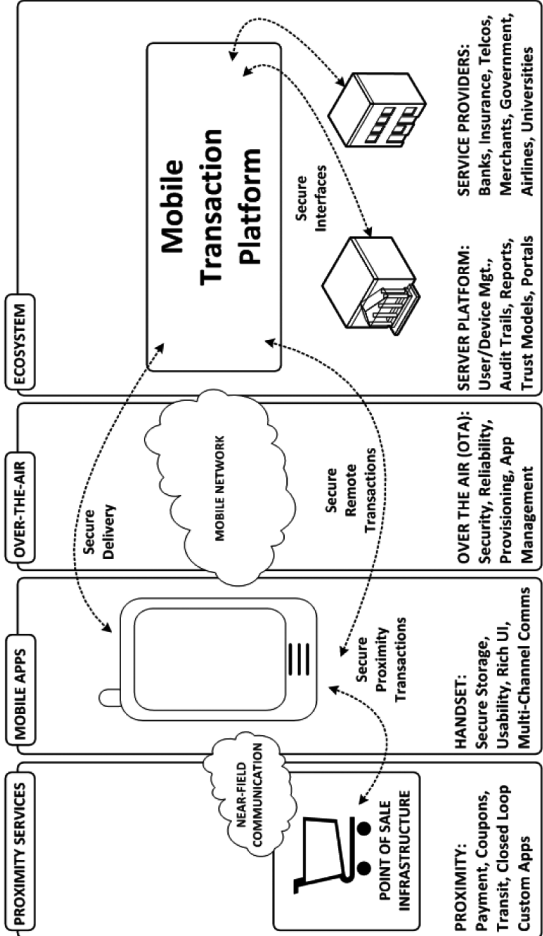 PROXIMITY SERVICES
MOBILE APPS
OVER-THE-AIR
ECOSYSTEM
NEAR-FIELD
COMMUNICATION
POINT OF SALE
INFRASTRUCTURE
Secure
Proximity
Transactions
Secure
Delivery
MOBILE NETWORK
Secure
Remote
Transactions
Mobile
Transaction
Platform
Secure
Interfaces
PROXIMITY:
Payment, Coupons,
Transit, Closed Loop
Custom Apps
HANDSET:
Secure Storage,
Usability, Rich UI,
Multi-Channel Comms
OVER THE AIR (OTA):
Security, Reliability,
Provisioning, App
Management
SERVER PLATFORM:
User/Device Mgt.,
Audit Trails, Reports,
Trust Models, Portals
SERVICE PROVIDERS:
Banks, Insurance, Telcos,
Merchants, Government,
Airlines, Universities